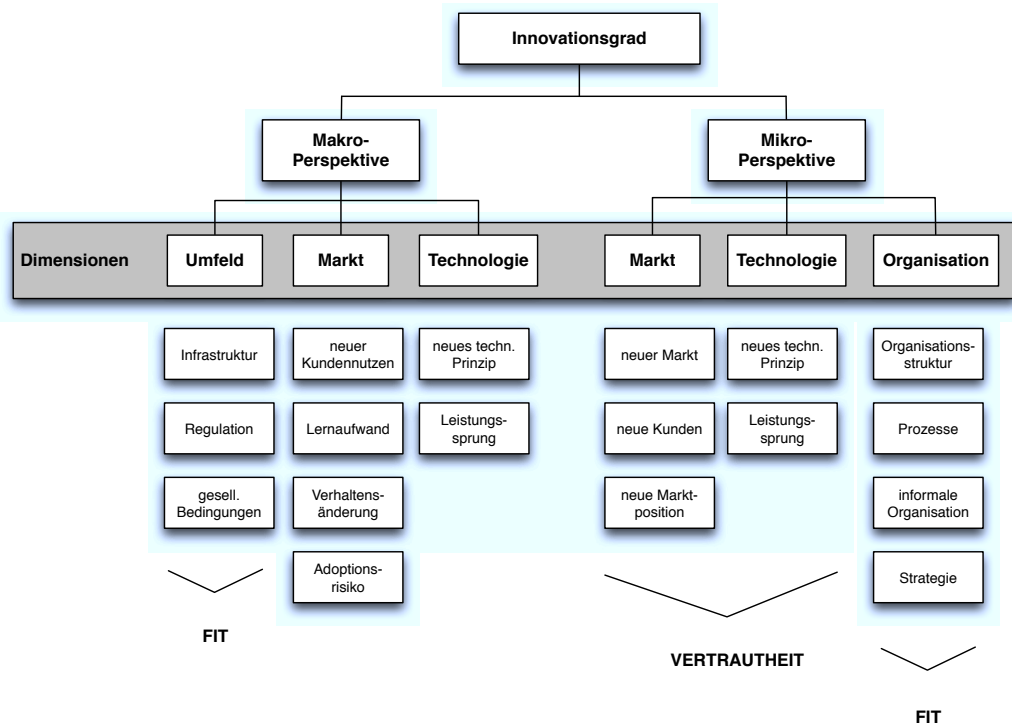 Innovationsgrad
Makro-
Perspektive
Mikro-
Perspektive
Dimensionen
Umfeld
Markt
Technologie
Markt
Technologie
Organisation
Infrastruktur
neuer
Kundennutzen
neues techn.
Prinzip
neuer Markt
neues techn.
Prinzip
Organisations-
struktur
Regulation
Lernaufwand
Leistungs-
sprung
neue Kunden
Leistungs-
sprung
Prozesse
gesell.
Bedingungen
Verhaltens-
änderung
neue Markt-
position
informale
Organisation
Adoptions-
risiko
Strategie
FIT
VERTRAUTHEIT
FIT